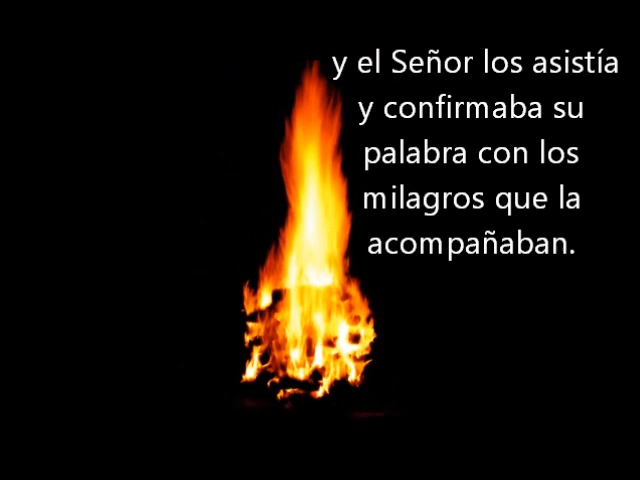 y el Señor los asistía
y confirmaba su
palabra con los
milagros que la
acompañaban.